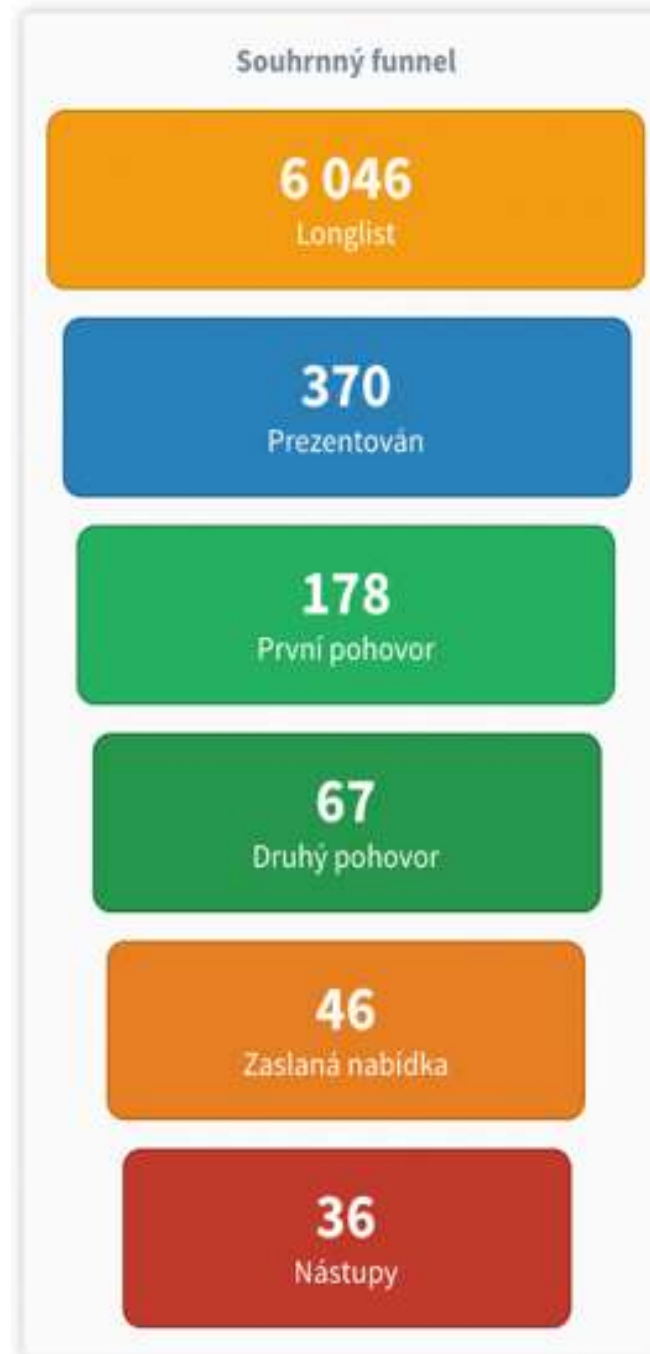 Souhrnný funnel
6 046
Longlist
370
Prezentován
178
První pohovor
67
Druhý pohovor
46
Zaslaná nabídka
36
Nástupy